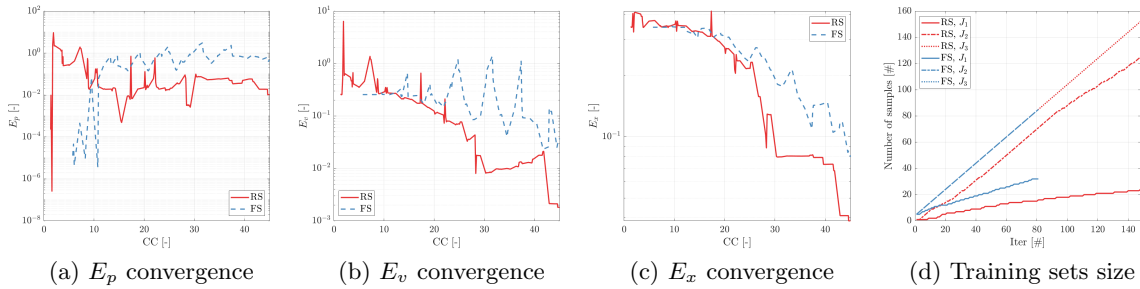 10^2
10^0
10^-2
10^-4
10^-6
10^-8
E_p [-]
0 10 20 30 40
CC [-]
RS
FS
(a) E_p convergence
10^1
10^0
10^-1
10^-2
10^-3
E_v [-]
0 10 20 30 40
CC [-]
RS
FS
(b) E_v convergence
10^-1
E_x [-]
0 10 20 30 40
CC [-]
RS
FS
(c) E_x convergence
160
140
120
100
80
60
40
20
0
Number of samples [#]
0 20 40 60 80 100 120 140
Iter [#]
RS, J_1
RS, J_2
RS, J_3
FS, J_1
FS, J_2
FS, J_3
(d) Training sets size